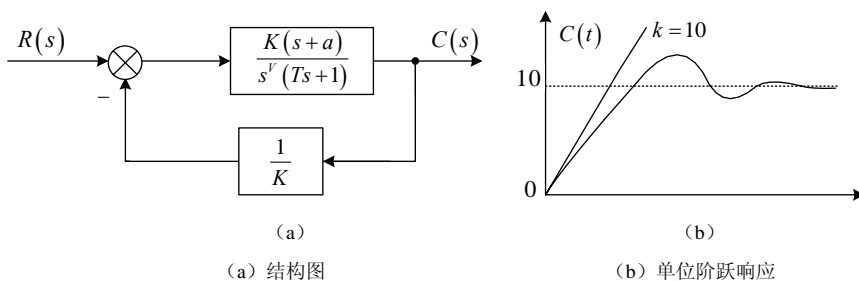 R(s)
K(s+a)
s^V (Ts+1)
C(s)
−
1
K
(a)
(a) 结构图
C(t)
k=10
10
0
(b)
(b) 单位阶跃响应